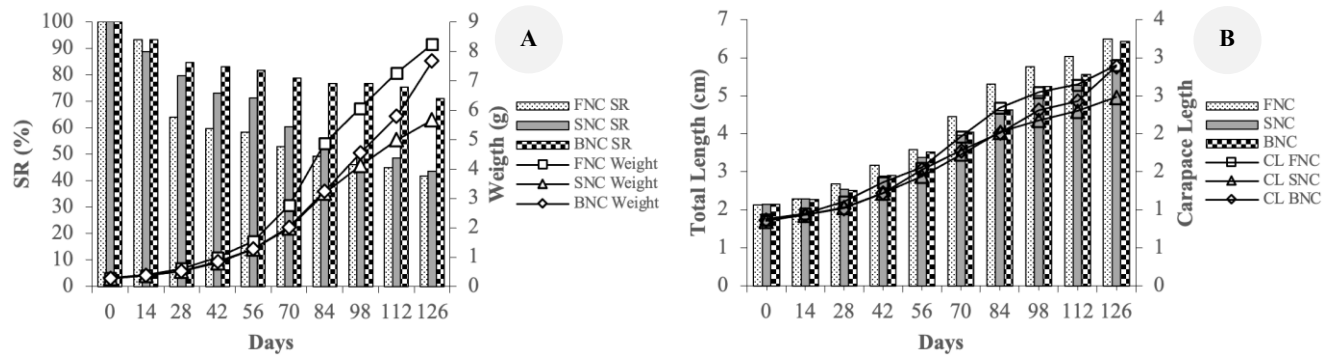 A
SR (%)
100
90
80
70
60
50
40
30
20
10
0
9
8
7
6
5
4
3
2
1
0
Weigth (g)
0 14 28 42 56 70 84 98 112 126
Days
FNC SR
SNC SR
BNC SR
FNC Weight
SNC Weight
BNC Weight
B
Total Length (cm)
7
6
5
4
3
2
1
0
4
3
3
2
2
1
1
0
Carapace Legth
0 14 28 42 56 70 84 98 112 126
Days
FNC
SNC
BNC
CL FNC
CL SNC
CL BNC